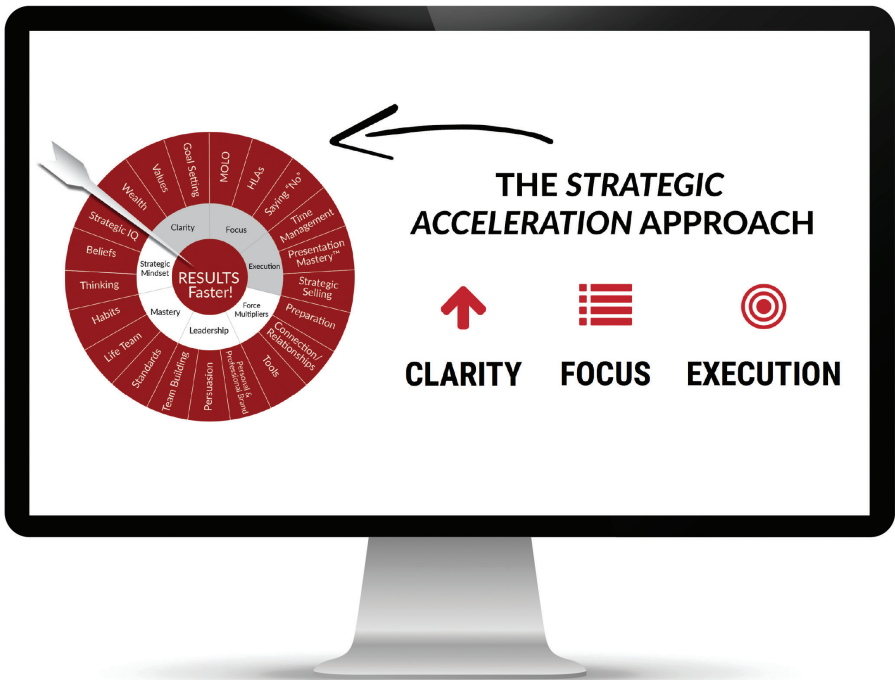 THE STRATEGIC
ACCELERATION APPROACH
CLARITY
FOCUS
EXECUTION
RESULTS
Faster!
Clarity
Focus
Execution
Force
Multipliers
Leadership
Mastery
Strategic
Mindset
Goal Setting
MOLO
HLAs
Saying "No"
Time
Management
Presentation
Mastery™
Strategic
Selling
Preparation
Connection/
Relationships
Tools
Personal &
Professional Brand
Persuasion
Team Building
Standards
Life Team
Habits
Thinking
Beliefs
Strategic IQ
Wealth
Values